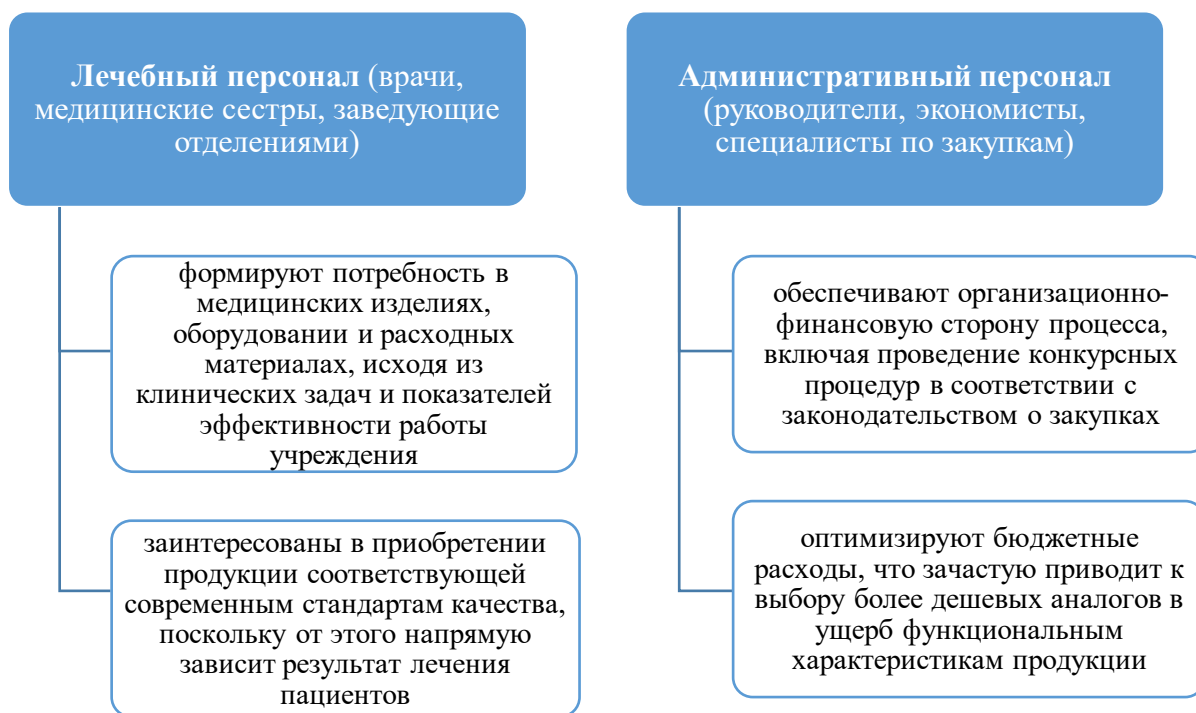 Лечебный персонал (врачи,
медицинские сестры, заведующие
отделениями)
формируют потребность в
медицинских изделиях,
оборудовании и расходных
материалах, исходя из
клинических задач и показателей
эффективности работы
учреждения
заинтересованы в приобретении
продукции соответствующей
современным стандартам качества,
поскольку от этого напрямую
зависит результат лечения
пациентов
Административный персонал
(руководители, экономисты,
специалисты по закупкам)
обеспечивают организационно-
финансовую сторону процесса,
включая проведение конкурсных
процедур в соответствии с
законодательством о закупках
оптимизируют бюджетные
расходы, что зачастую приводит к
выбору более дешевых аналогов в
ущерб функциональным
характеристикам продукции